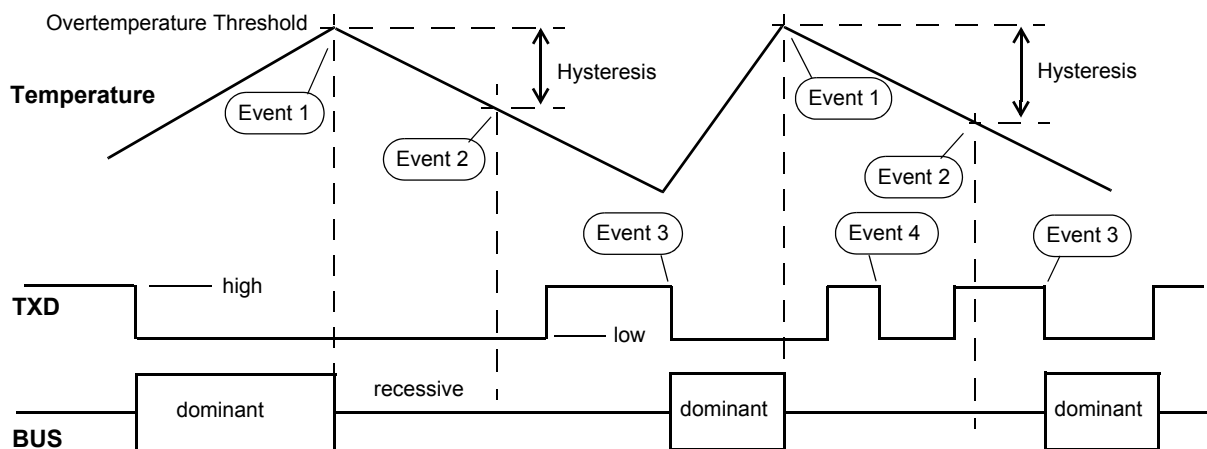 Overtemperature Threshold
Hysteresis
Hysteresis
Temperature
Event 1
Event 1
Event 2
Event 2
Event 3
Event 4
Event 3
high
TXD
low
recessive
dominant
dominant
dominant
BUS